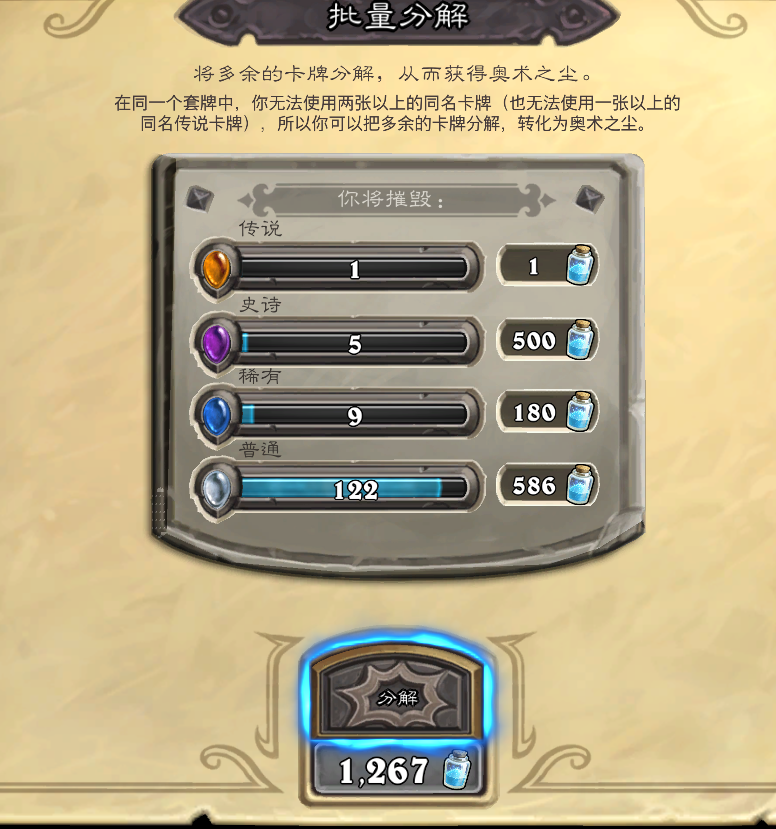 批量分解
将多余的卡牌分解，从而获得奥术之尘。
在同一个套牌中，你无法使用两张以上的同名卡牌（也无法使用一张以上的
同名传说卡牌），所以你可以把多余的卡牌分解，转化为奥术之尘。
你将摧毁：
传说
1 1
史诗
5 500
稀有
9 180
普通
122 586
分解
1,267